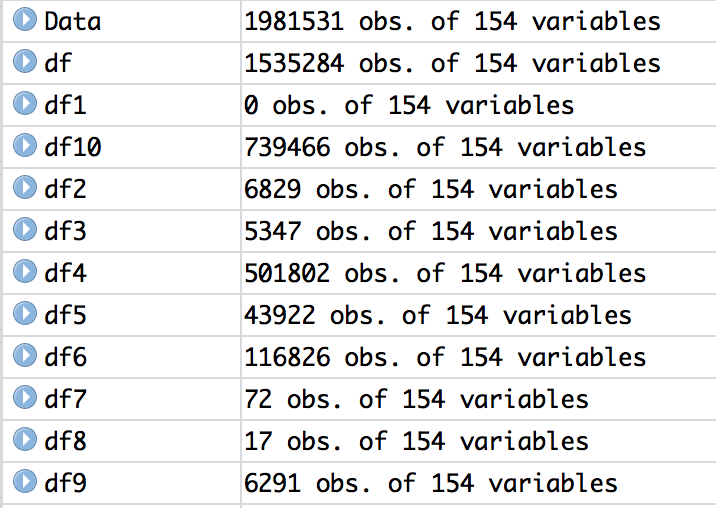 Data 1981531 obs. of 154 variables
df 1535284 obs. of 154 variables
df1 0 obs. of 154 variables
df10 739466 obs. of 154 variables
df2 6829 obs. of 154 variables
df3 5347 obs. of 154 variables
df4 501802 obs. of 154 variables
df5 43922 obs. of 154 variables
df6 116826 obs. of 154 variables
df7 72 obs. of 154 variables
df8 17 obs. of 154 variables
df9 6291 obs. of 154 variables